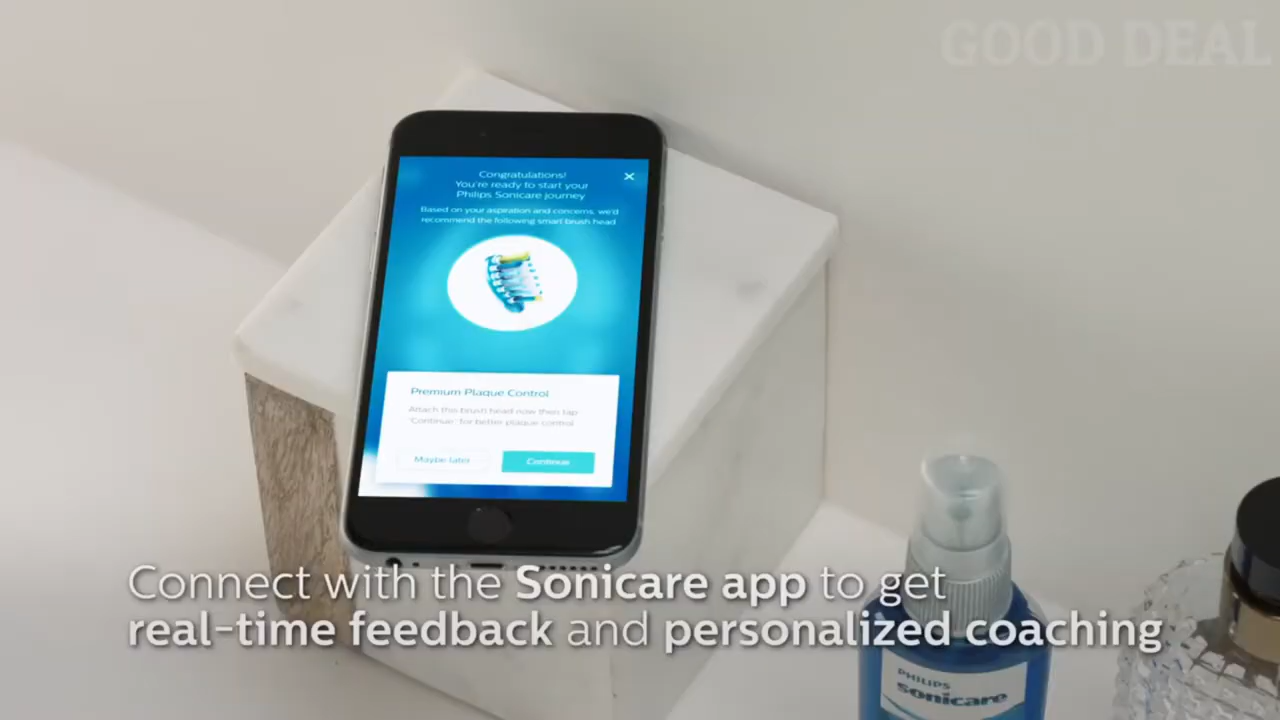 GOOD DEAL
Congratulations!
You're ready to start your
Philips Sonicare journey
Based on your aspiration and concerns, we'd
recommend the following smart brush head
Premium Plaque Control
Attach this brush head now then tap
'Continue' for better plaque control
Maybe later
Continue
Connect with the Sonicare app to get
real-time feedback and personalized coaching
PHILIPS
sonicare